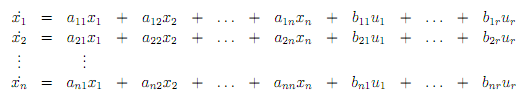 ẋ₁ = a₁₁x₁ + a₁₂x₂ + … + a₁ₙxₙ + b₁₁u₁ + … + b₁ᵣuᵣ
ẋ₂ = a₂₁x₁ + a₂₂x₂ + … + a₂ₙxₙ + b₂₁u₁ + … + b₂ᵣuᵣ
⋮ ⋮
ẋₙ = aₙ₁x₁ + aₙ₂x₂ + … + aₙₙxₙ + bₙ₁u₁ + … + bₙᵣuᵣ